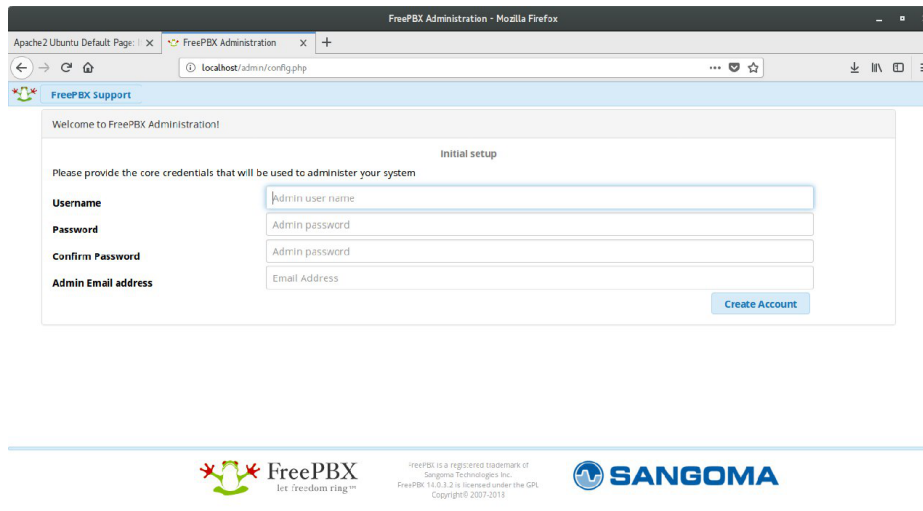 FreePBX Administration - Mozilla Firefox
Apache2 Ubuntu Default Page:
FreePBX Administration
localhost/admin/config.php
FreePBX Support
Welcome to FreePBX Administration!
Initial setup
Please provide the core credentials that will be used to administer your system
Username
Admin user name
Password
Admin password
Confirm Password
Admin password
Admin Email address
Email Address
Create Account
FreePBX
let freedom ring™
FreePBX is a registered trademark of
Sangoma Technologies Inc.
FreePBX 14.0.3.2 is licensed under the GPL
Copyright© 2007-2018
SANGOMA